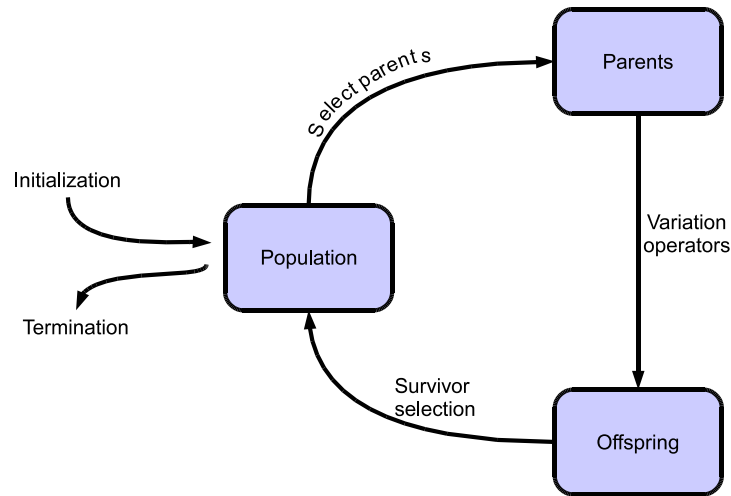 Parents
Select parents
Initialization
Variation
operators
Population
Termination
Survivor
selection
Offspring